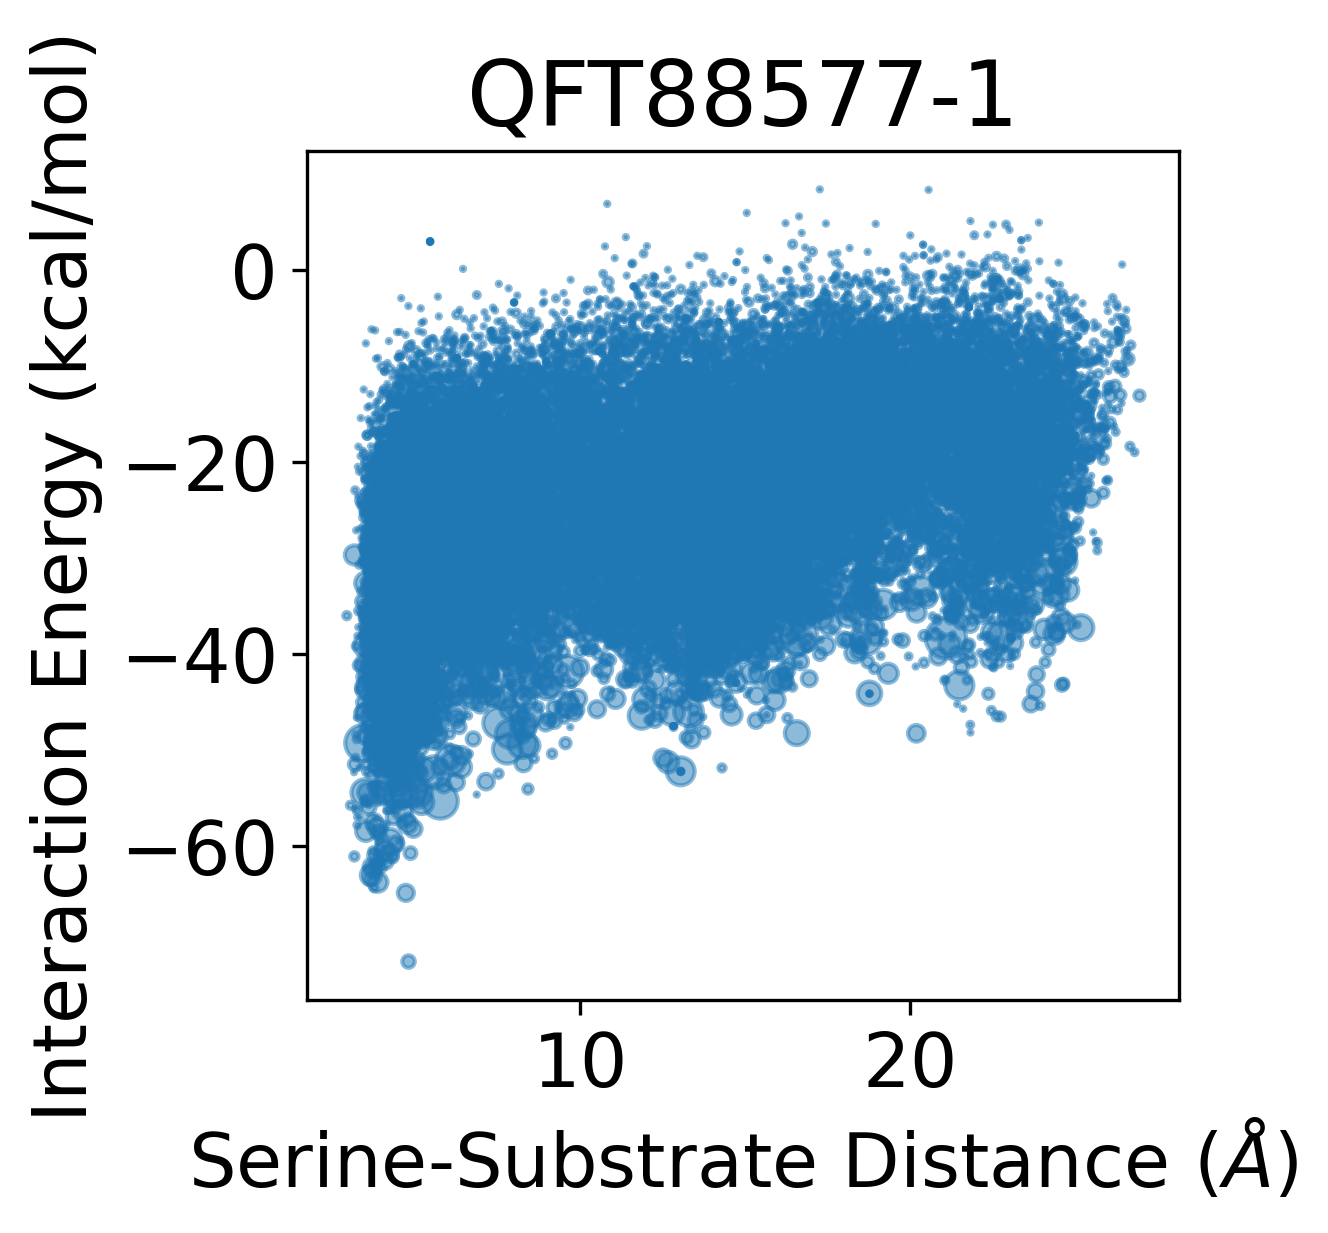 QFT88577-1
Interaction Energy (kcal/mol)
0
−20
−40
−60
10 20
Serine-Substrate Distance (Å)